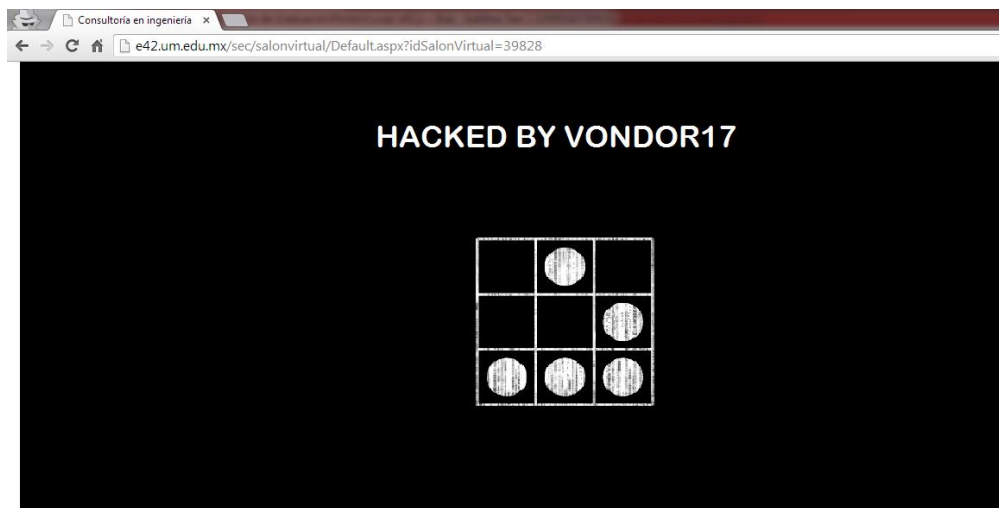 Consultoría en ingeniería
e42.um.edu.mx/sec/salonvirtual/Default.aspx?idSalonVirtual=39828
HACKED BY VONDOR17